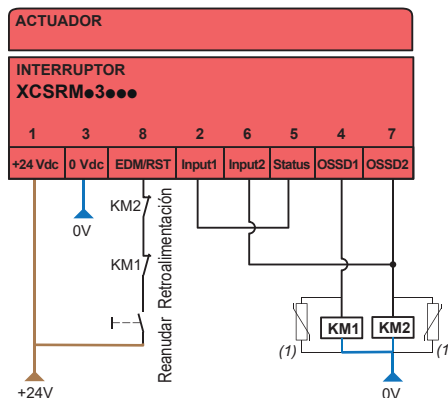 ACTUADOR
INTERRUPTOR
XCSRM●3●●●
1 3 8 2 6 5 4 7
+24 Vdc 0 Vdc EDM/RST Input1 Input2 Status OSSD1 OSSD2
KM2
0V
KM1
Reanudar Retroalimentación
(1) KM1 KM2 (1
+24V 0V